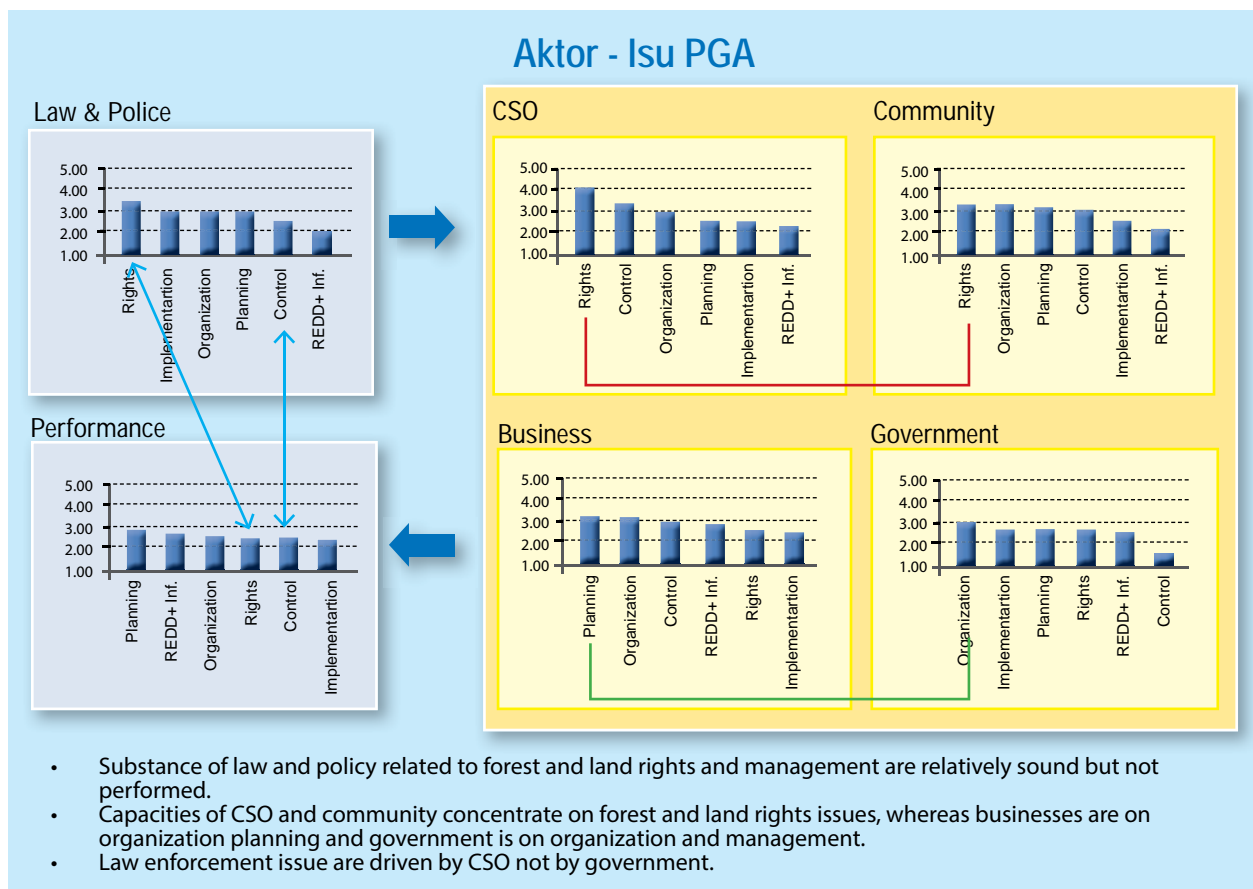 Aktor - Isu PGA
Law & Police
5.00
4.00
3.00
2.00
1.00
Rights
Implementartion
Organization
Planning
Control
REDD+ Inf.
CSO
5.00
4.00
3.00
2.00
1.00
Rights
Control
Organization
Planning
Implementartion
REDD+ Inf.
Community
5.00
4.00
3.00
2.00
1.00
Rights
Organization
Planning
Control
Implementartion
REDD+ Inf.
Performance
5.00
4.00
3.00
2.00
1.00
Planning
REDD+ Inf.
Organization
Rights
Control
Implementartion
Business
5.00
4.00
3.00
2.00
1.00
Planning
Organization
Control
REDD+ Inf.
Rights
Implementartion
Government
5.00
4.00
3.00
2.00
1.00
Organization
Implementartion
Planning
Rights
REDD+ Inf.
Control
• Substance of law and policy related to forest and land rights and management are relatively sound but not
performed.
• Capacities of CSO and community concentrate on forest and land rights issues, whereas businesses are on
organization planning and government is on organization and management.
• Law enforcement issue are driven by CSO not by government.